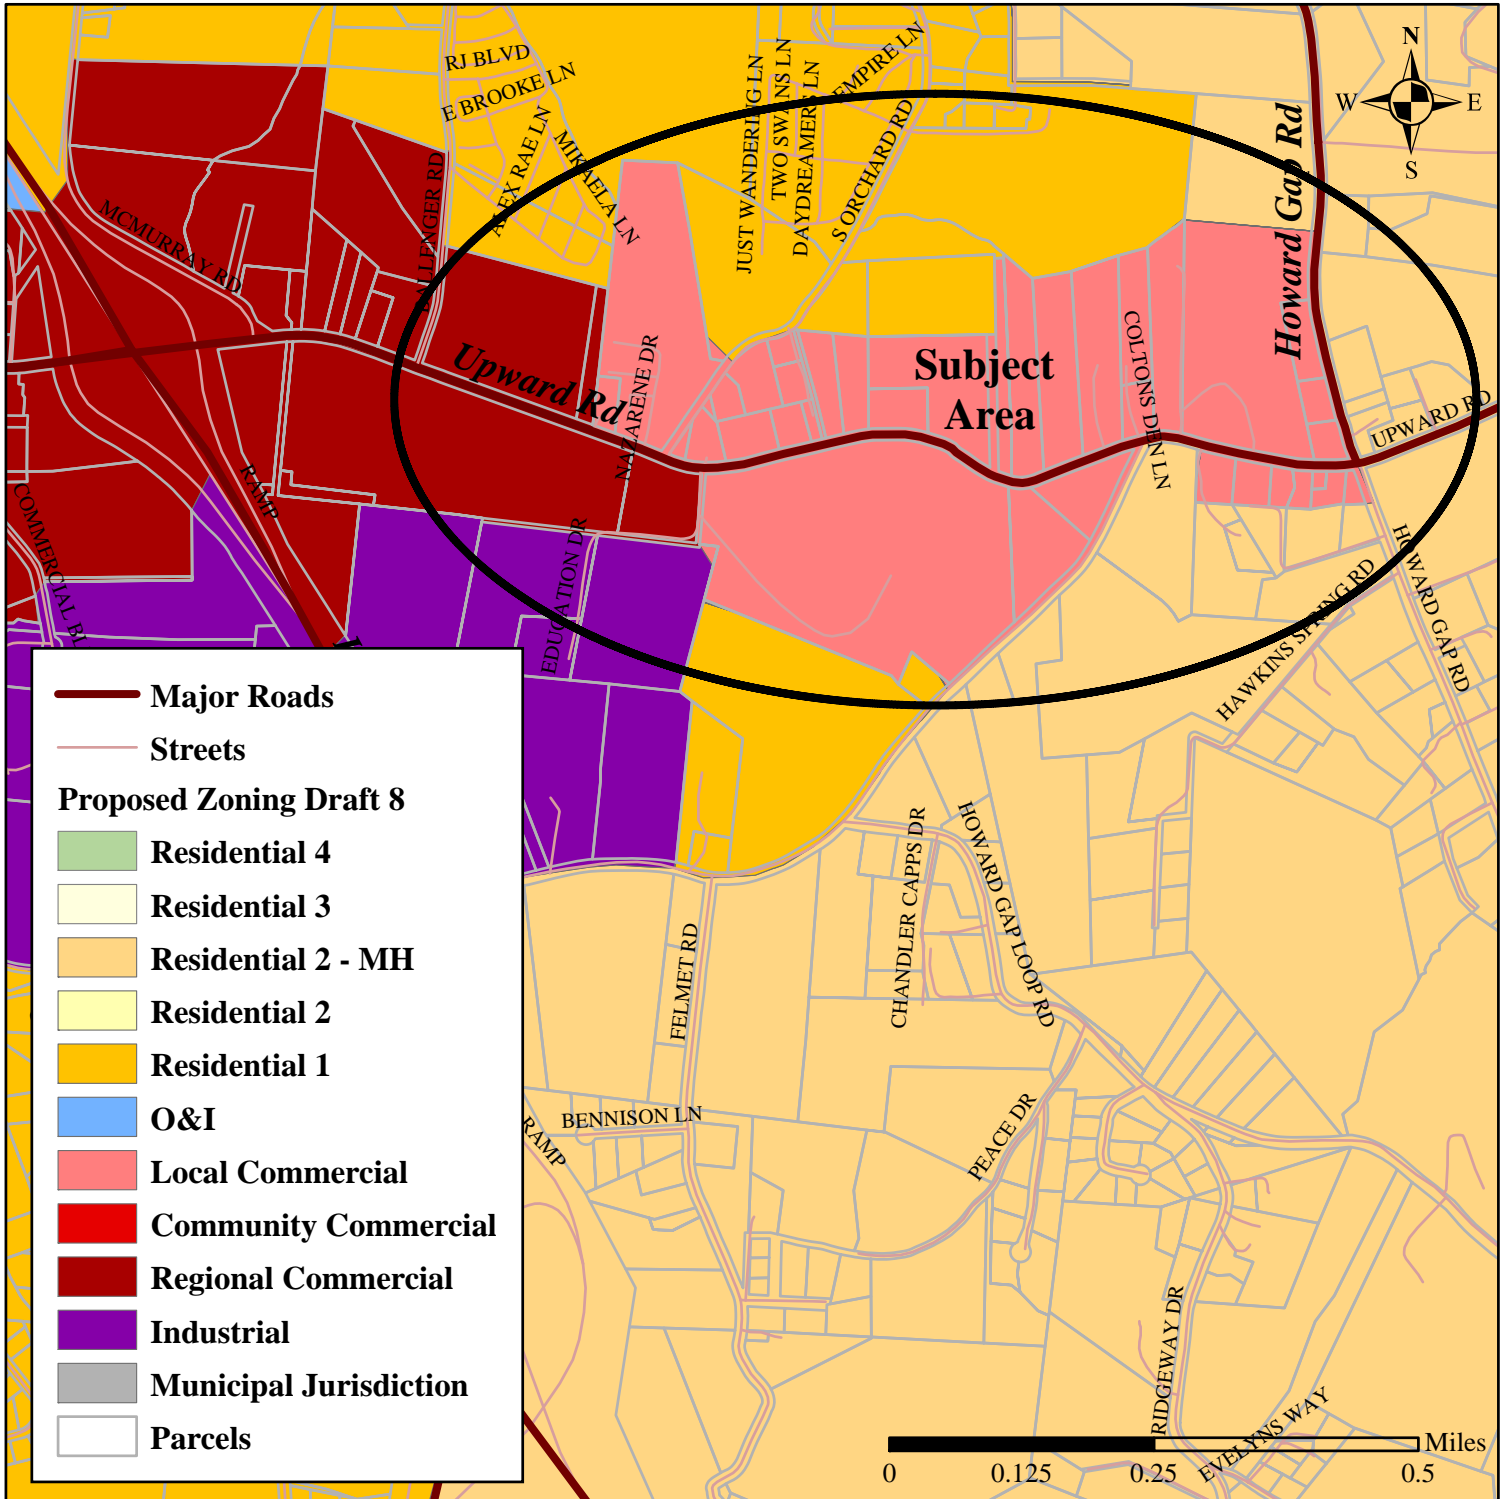 N
W E
S
RJ BLVD
E BROOKE LN
ALEX RAE LN
MIKAELA LN
JUST WANDERING LN
TWO SWANS LN
DAYDREAMERS LN
EMPIRE LN
S ORCHARD RD
Howard Gap Rd
MCMURRAY RD
BALLENGER RD
Upward Rd
NAZARENE DR
Subject
Area
COLTONS DEN LN
UPWARD RD
RAMP
COMMERCIAL BL
EDUCATION DR
HAWKINS SPRING RD
HOWARD GAP RD
Major Roads
Streets
Proposed Zoning Draft 8
Residential 4
Residential 3
Residential 2 - MH
Residential 2
Residential 1
O&I
Local Commercial
Community Commercial
Regional Commercial
Industrial
Municipal Jurisdiction
Parcels
CHANDLER CAPPS DR
HOWARD GAP LOOP RD
FELMET RD
BENNISON LN
RAMP
PEACE DR
RIDGEWAY DR
EVELYNS WAY
Miles
0 0.125 0.25 0.5